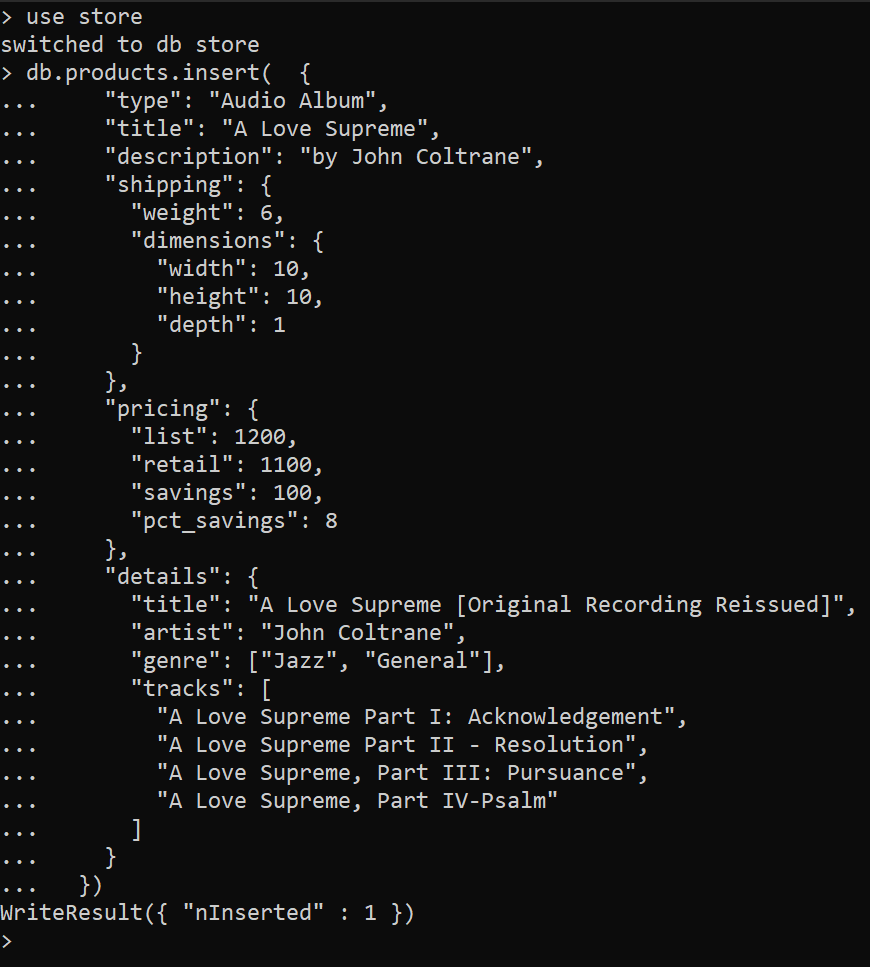 > use store
switched to db store
> db.products.insert(  {
...     "type": "Audio Album",
...     "title": "A Love Supreme",
...     "description": "by John Coltrane",
...     "shipping": {
...       "weight": 6,
...       "dimensions": {
...         "width": 10,
...         "height": 10,
...         "depth": 1
...       }
...     },
...     "pricing": {
...       "list": 1200,
...       "retail": 1100,
...       "savings": 100,
...       "pct_savings": 8
...     },
...     "details": {
...       "title": "A Love Supreme [Original Recording Reissued]",
...       "artist": "John Coltrane",
...       "genre": ["Jazz", "General"],
...       "tracks": [
...         "A Love Supreme Part I: Acknowledgement",
...         "A Love Supreme Part II - Resolution",
...         "A Love Supreme, Part III: Pursuance",
...         "A Love Supreme, Part IV-Psalm"
...       ]
...     }
...   })
WriteResult({ "nInserted" : 1 })
>